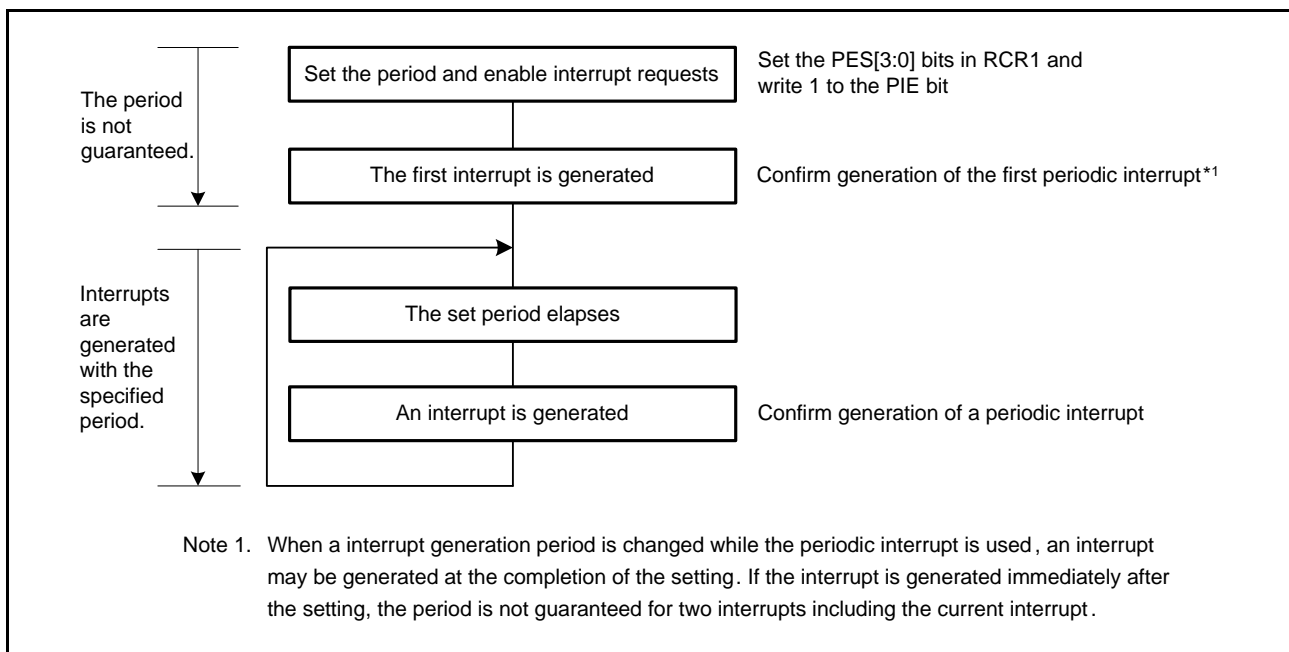 Set the period and enable interrupt requests
Set the PES[3:0] bits in RCR1 and
write 1 to the PIE bit
The period
is not
guaranteed.
The first interrupt is generated
Confirm generation of the first periodic interrupt*1
Interrupts
are
generated
with the
specified
period.
The set period elapses
An interrupt is generated
Confirm generation of a periodic interrupt
Note 1. When a interrupt generation period is changed while the periodic interrupt is used, an interrupt
may be generated at the completion of the setting. If the interrupt is generated immediately after
the setting, the period is not guaranteed for two interrupts including the current interrupt.